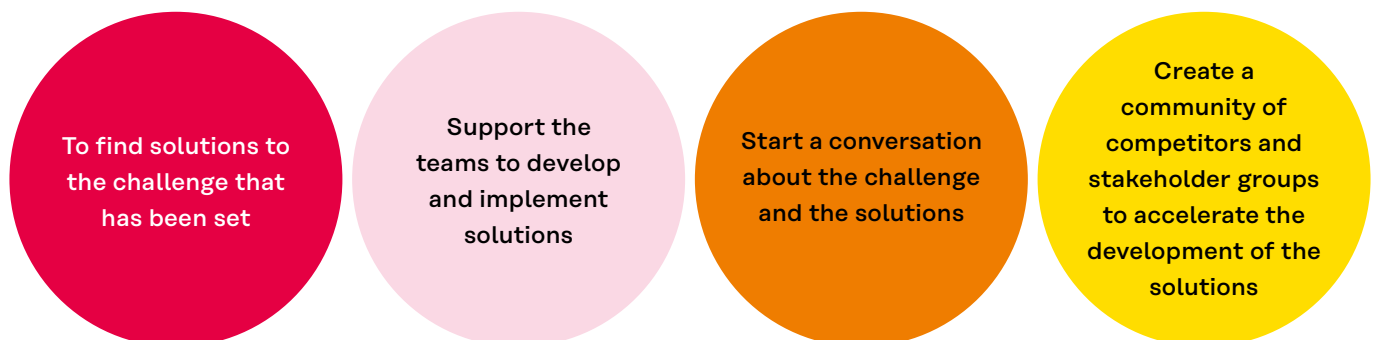 To find solutions to
the challenge that
has been set
Support the
teams to develop
and implement
solutions
Start a conversation
about the challenge
and the solutions
Create a
community of
competitors and
stakeholder groups
to accelerate the
development of the
solutions